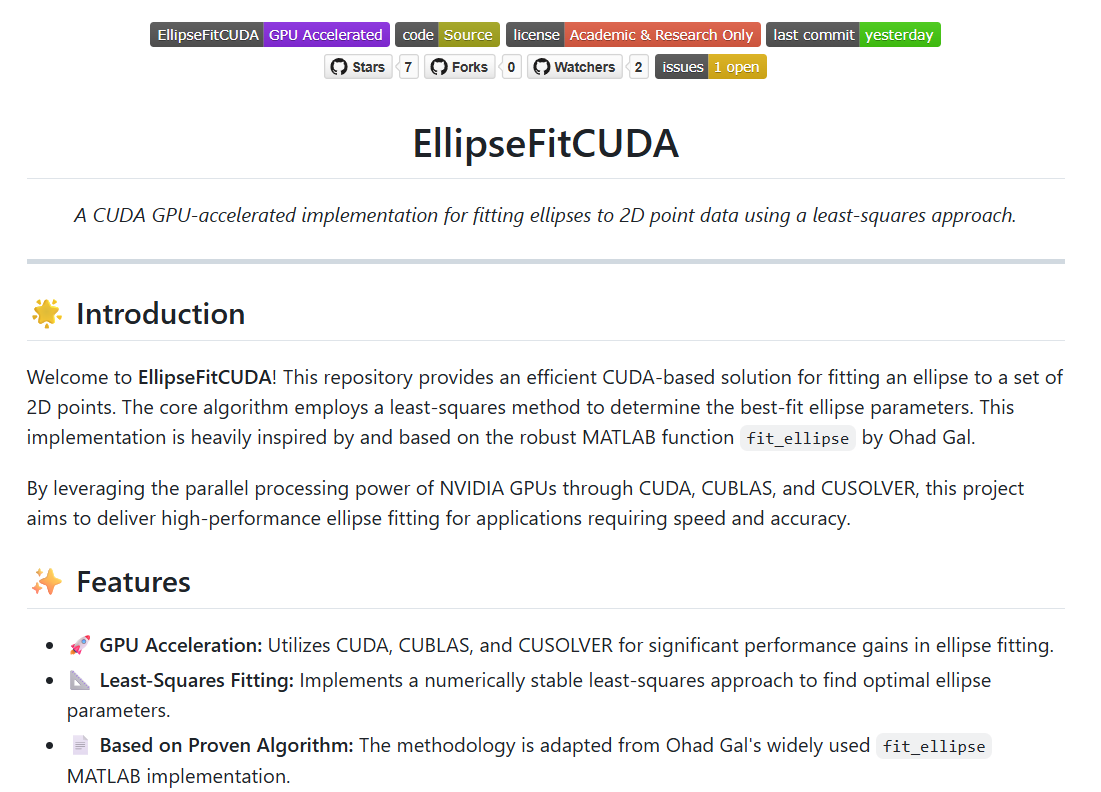 EllipseFitCUDA GPU Accelerated code Source license Academic & Research Only last commit yesterday
Stars 7 Forks 0 Watchers 2 issues 1 open
EllipseFitCUDA
A CUDA GPU-accelerated implementation for fitting ellipses to 2D point data using a least-squares approach.
Introduction
Welcome to EllipseFitCUDA! This repository provides an efficient CUDA-based solution for fitting an ellipse to a set of
2D points. The core algorithm employs a least-squares method to determine the best-fit ellipse parameters. This
implementation is heavily inspired by and based on the robust MATLAB function fit_ellipse by Ohad Gal.
By leveraging the parallel processing power of NVIDIA GPUs through CUDA, CUBLAS, and CUSOLVER, this project
aims to deliver high-performance ellipse fitting for applications requiring speed and accuracy.
Features
GPU Acceleration: Utilizes CUDA, CUBLAS, and CUSOLVER for significant performance gains in ellipse fitting.
Least-Squares Fitting: Implements a numerically stable least-squares approach to find optimal ellipse
parameters.
Based on Proven Algorithm: The methodology is adapted from Ohad Gal's widely used fit_ellipse
MATLAB implementation.